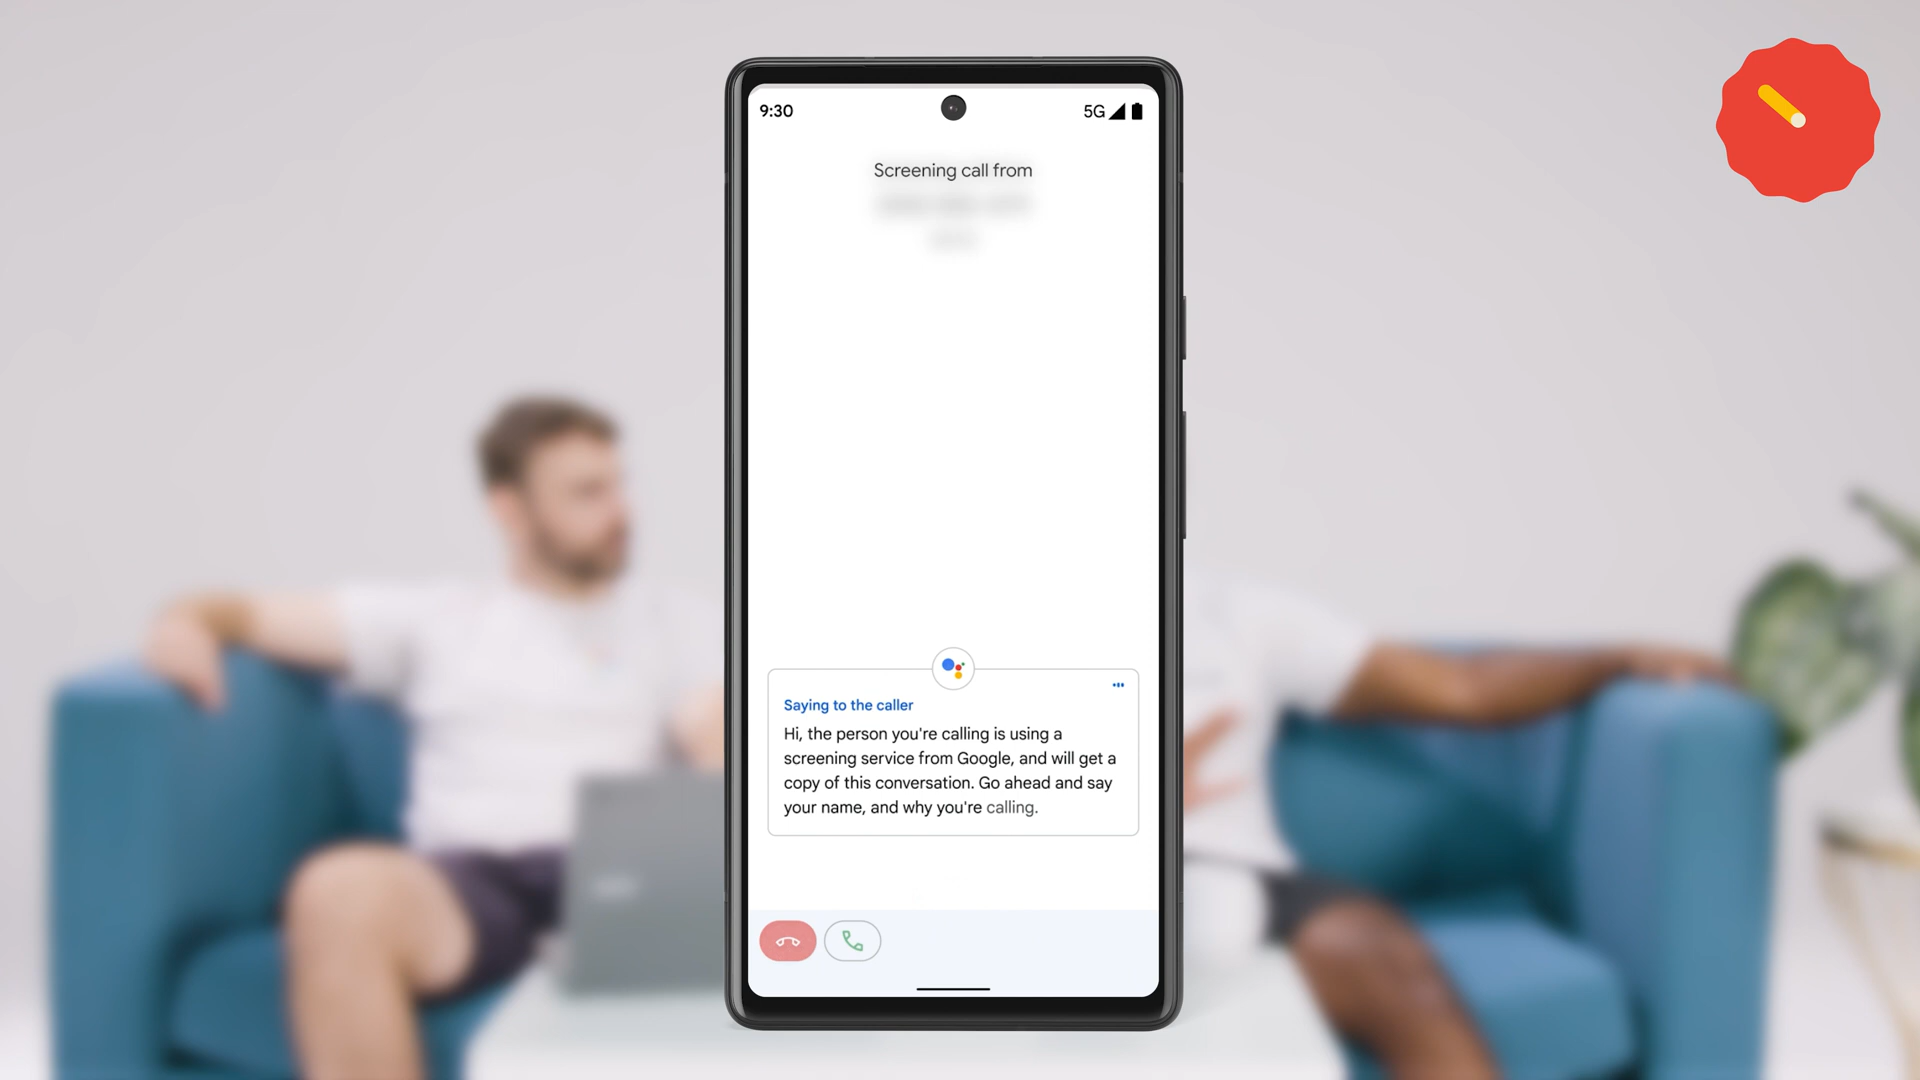 9:30
5G
Screening call from
Saying to the caller
Hi, the person you're calling is using a
screening service from Google, and will get a
copy of this conversation. Go ahead and say
your name, and why you're calling.